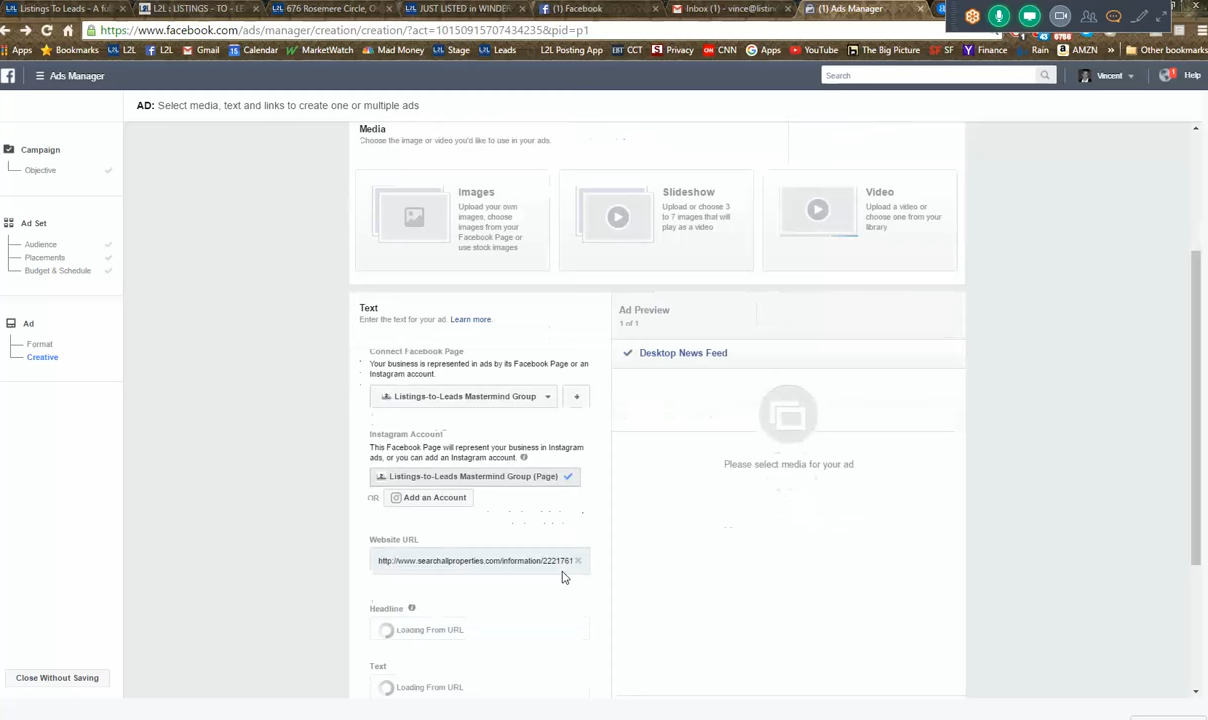 Listings To Leads - A ful
L2L : LISTINGS - TO - LE
676 Rosemere Circle, O
JUST LISTED in WINDER
(1) Facebook
Inbox (1) - vince@listin
(1) Ads Manager
https://www.facebook.com/ads/manager/creation/creation/?act=101509157074342358&pid=p1
Apps
Bookmarks
L2L
L2L
Gmail
Calendar
MarketWatch
Mad Money
Stage
Leads
L2L Posting App
CCT
Privacy
CNN
Apps
YouTube
The Big Picture
SF
Finance
Rain
AMZN
»
Other bookmarks
Ads Manager
Search
Vincent
Help
AD: Select media, text and links to create one or multiple ads
Campaign
Objective
Ad Set
Audience
Placements
Budget & Schedule
Ad
Format
Creative
Close Without Saving
Media
Choose the image or video you'd like to use in your ads.
Images
Upload your own
images, choose
images from your
Facebook Page or
use stock images
Slideshow
Upload or choose 3
to 7 images that will
play as a video
Video
Upload a video or
choose one from your
library
Text
Enter the text for your ad. Learn more.
Connect Facebook Page
Your business is represented in ads by its Facebook Page or an
Instagram account.
Listings-to-Leads Mastermind Group
+
Instagram Account
This Facebook Page will represent your business in Instagram
ads, or you can add an Instagram account.
Listings-to-Leads Mastermind Group (Page)
OR
Add an Account
Website URL
http://www.searchallproperties.com/information/2221761
Headline
Loading From URL
Text
Loading From URL
Ad Preview
1 of 1
Desktop News Feed
Please select media for your ad